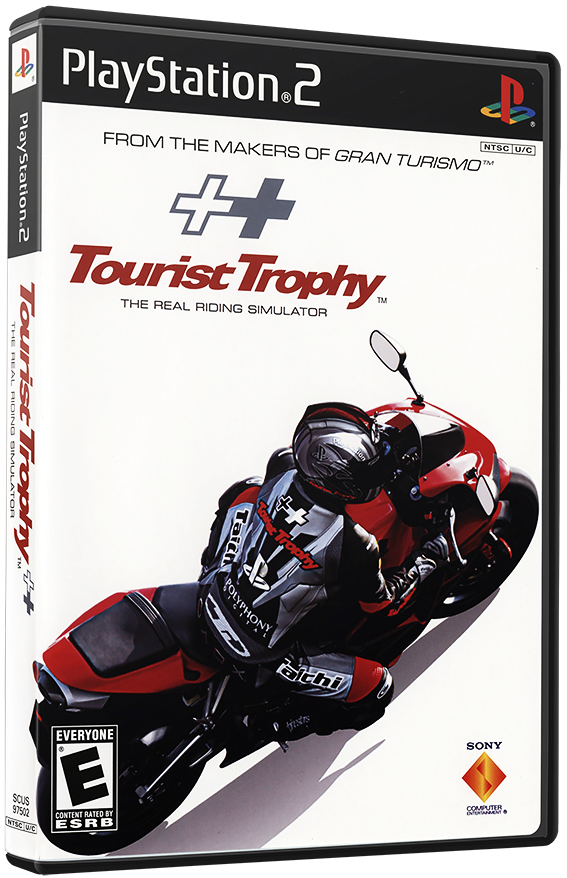 PlayStation®2
NTSC U/C
FROM THE MAKERS OF GRAN TURISMO™
Tourist Trophy™
THE REAL RIDING SIMULATOR
PlayStation
Tourist Trophy
Taichi
POLYPHONY
DIGITAL
Taichi
EVERYONE
E®
CONTENT RATED BY
ESRB
SONY
COMPUTER
ENTERTAINMENT®
PlayStation®2
Tourist Trophy™
THE REAL RIDING SIMULATOR
SCUS
97502
NTSC U/C